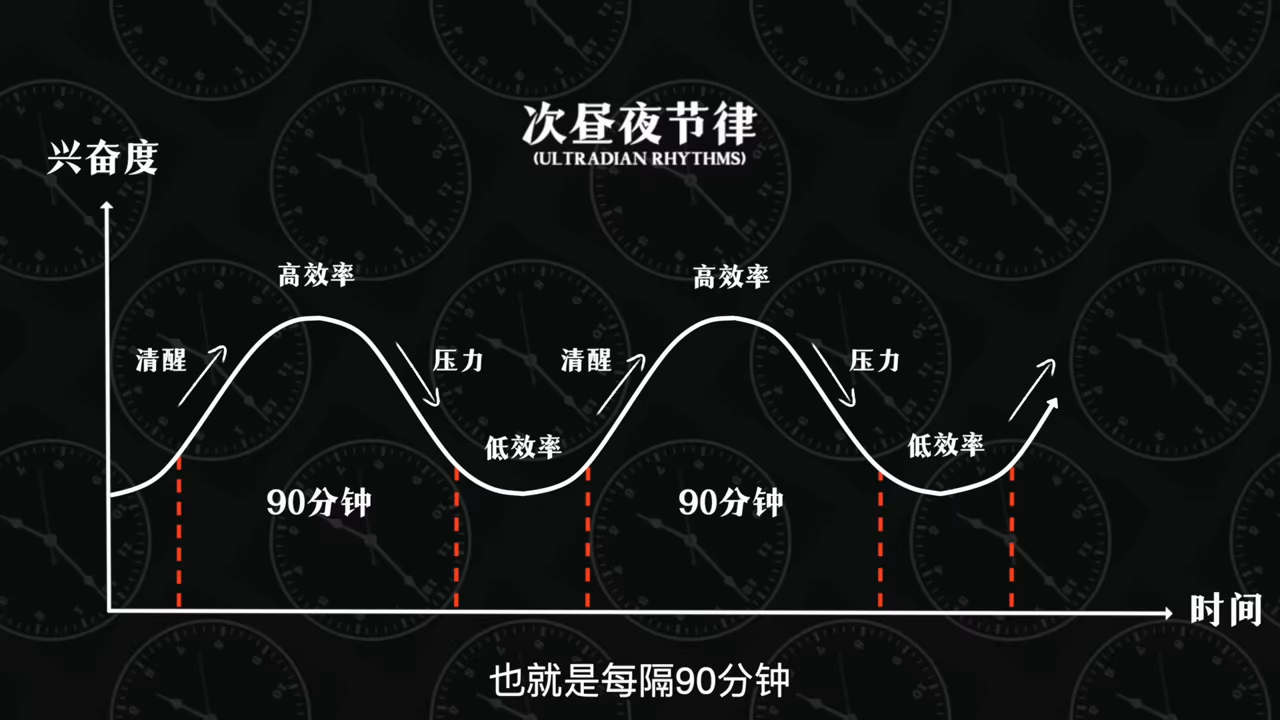 次昼夜节律
(ULTRADIAN RHYTHMS)
兴奋度
高效率
高效率
清醒
压力
清醒
压力
低效率
低效率
90分钟
90分钟
时间
也就是每隔90分钟